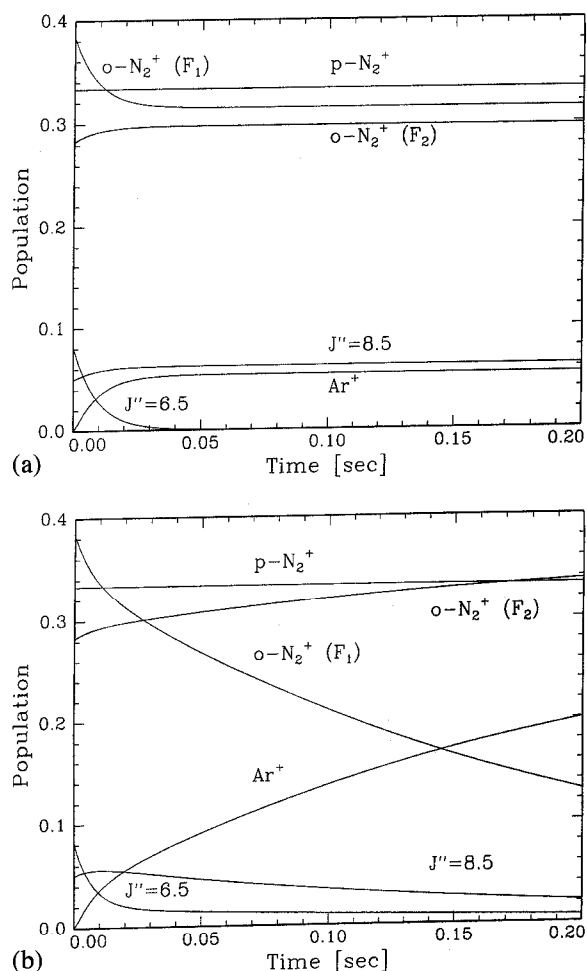 0.4
o-N₂⁺ (F₁)
p-N₂⁺
0.3
o-N₂⁺ (F₂)
Population
0.2
0.1
J''=8.5
Ar⁺
J''=6.5
0.0
0.00 0.05 0.10 0.15 0.20
(a)
Time [sec]
0.4
p-N₂⁺
o-N₂⁺ (F₂)
0.3
o-N₂⁺ (F₁)
Population
0.2
Ar⁺
0.1
J''=8.5
J''=6.5
0.0
0.00 0.05 0.10 0.15 0.20
(b)
Time [sec]